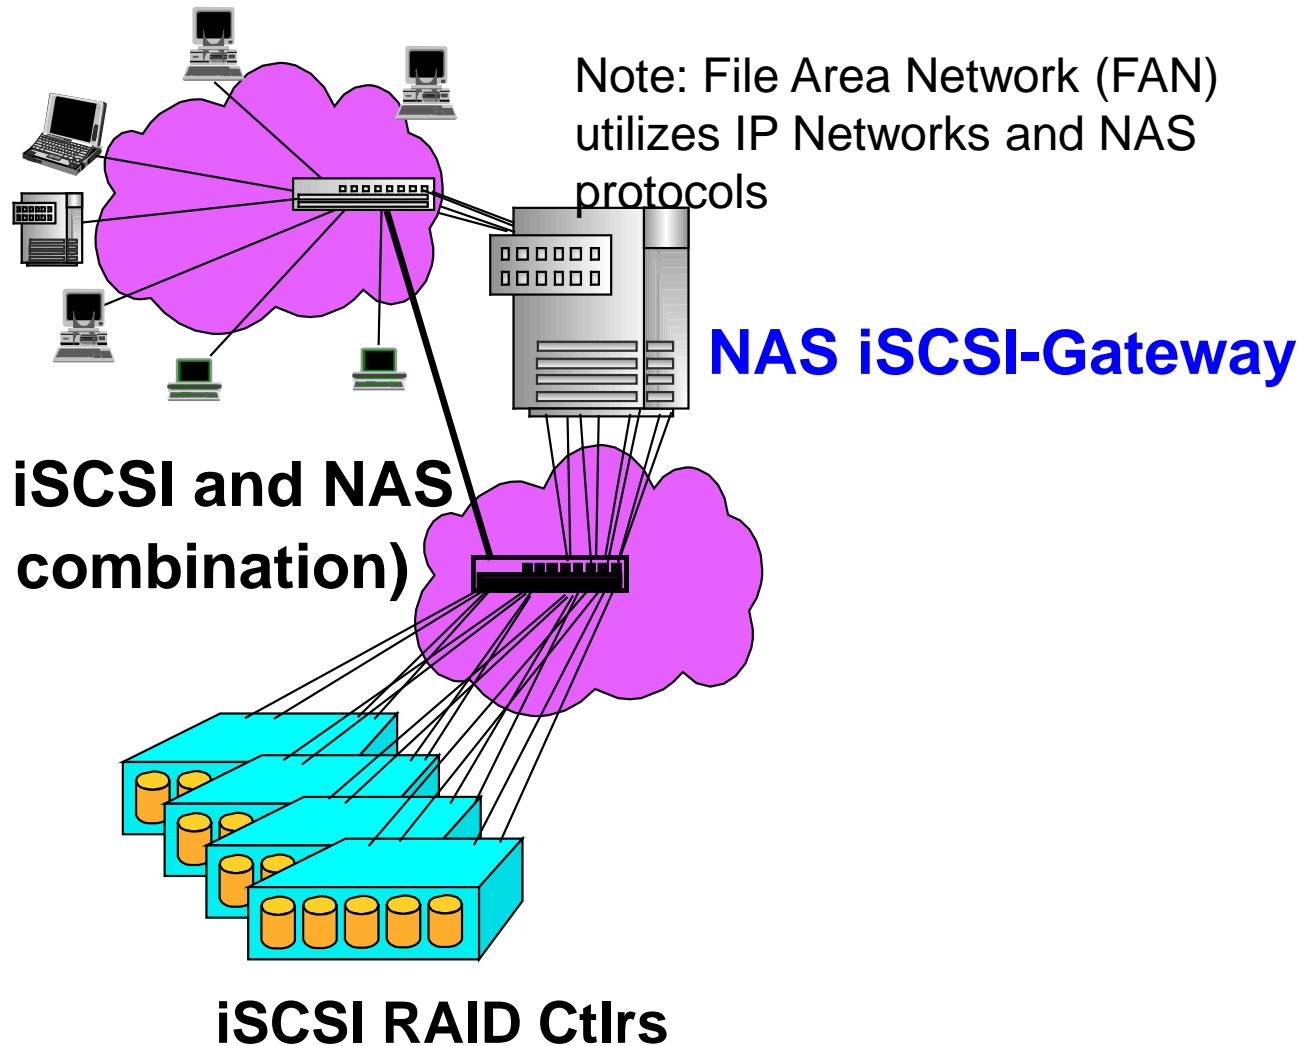 Note: File Area Network (FAN)
utilizes IP Networks and NAS
protocols
NAS iSCSI-Gateway
iSCSI and NAS
combination)
iSCSI RAID Ctlrs